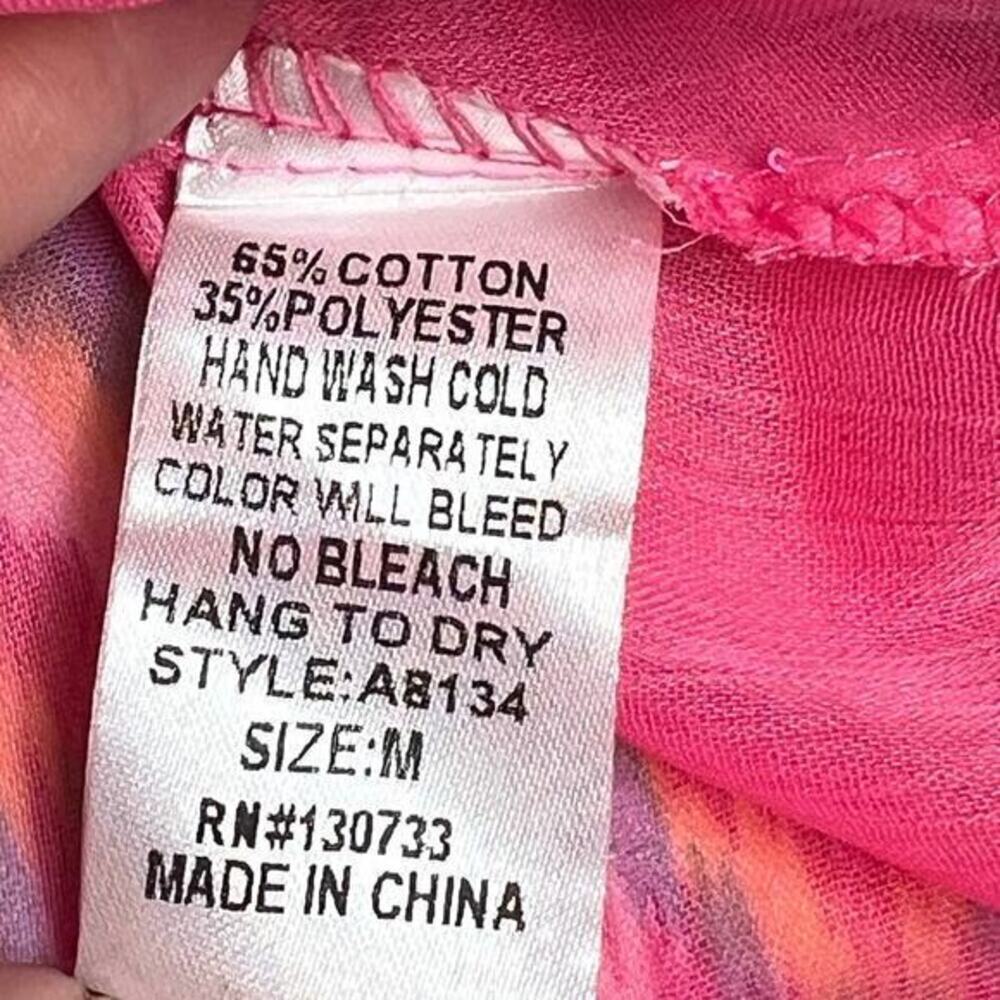 65% COTTON
35%POLYESTER
HAND WASH COLD
WATER SEPARATELY
COLOR WILL BLEED
NO BLEACH
HANG TO DRY
STYLE:A8134
SIZE:M
RN#130733
MADE IN CHINA